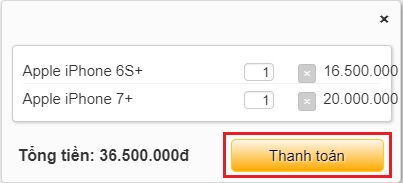 ×
Apple iPhone 6S+ 1 × 16.500.000
Apple iPhone 7+ 1 × 20.000.000
Tổng tiền: 36.500.000đ Thanh toán